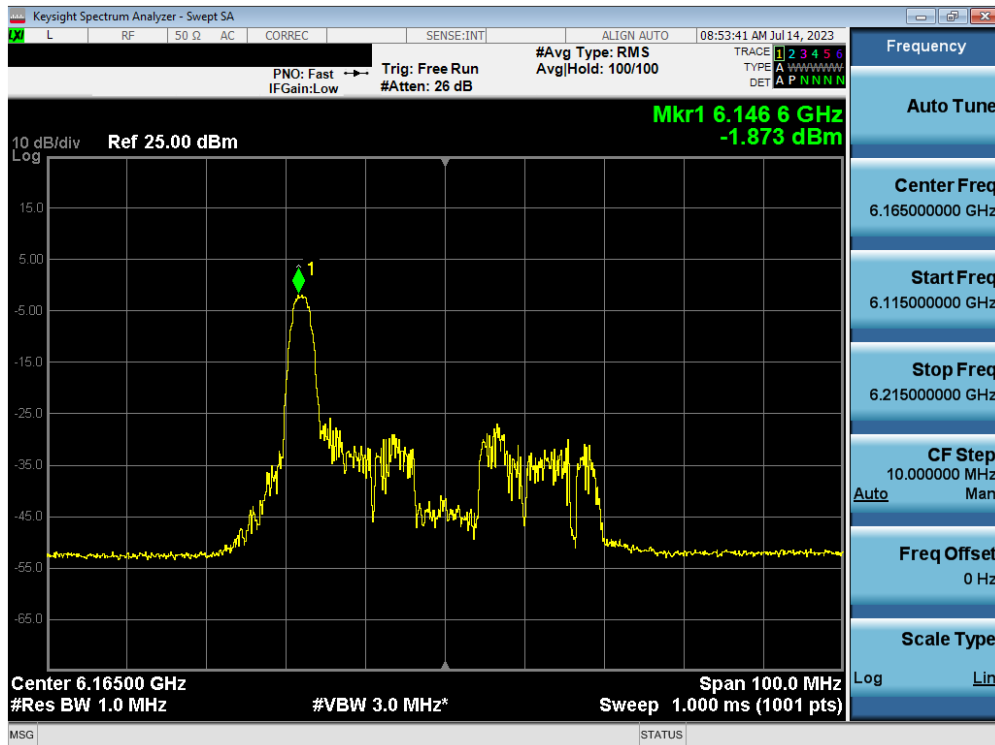 Keysight Spectrum Analyzer - Swept SA
LXI L RF 50 Ω AC CORREC SENSE:INT ALIGN AUTO 08:53:41 AM Jul 14, 2023
PNO: Fast
IFGain:Low
Trig: Free Run
#Atten: 26 dB
#Avg Type: RMS
Avg|Hold: 100/100
TRACE 1 2 3 4 5 6
TYPE A WWWWW
DET A P N N N N
Mkr1 6.146 6 GHz
-1.873 dBm
10 dB/div Ref 25.00 dBm
Log
15.0
5.00
-5.00
-15.0
-25.0
-35.0
-45.0
-55.0
-65.0
1
Center 6.16500 GHz Span 100.0 MHz
#Res BW 1.0 MHz #VBW 3.0 MHz* Sweep 1.000 ms (1001 pts)
MSG STATUS
Frequency
Auto Tune
Center Freq
6.165000000 GHz
Start Freq
6.115000000 GHz
Stop Freq
6.215000000 GHz
CF Step
10.000000 MHz
Auto Man
Freq Offset
0 Hz
Scale Type
Log Lin